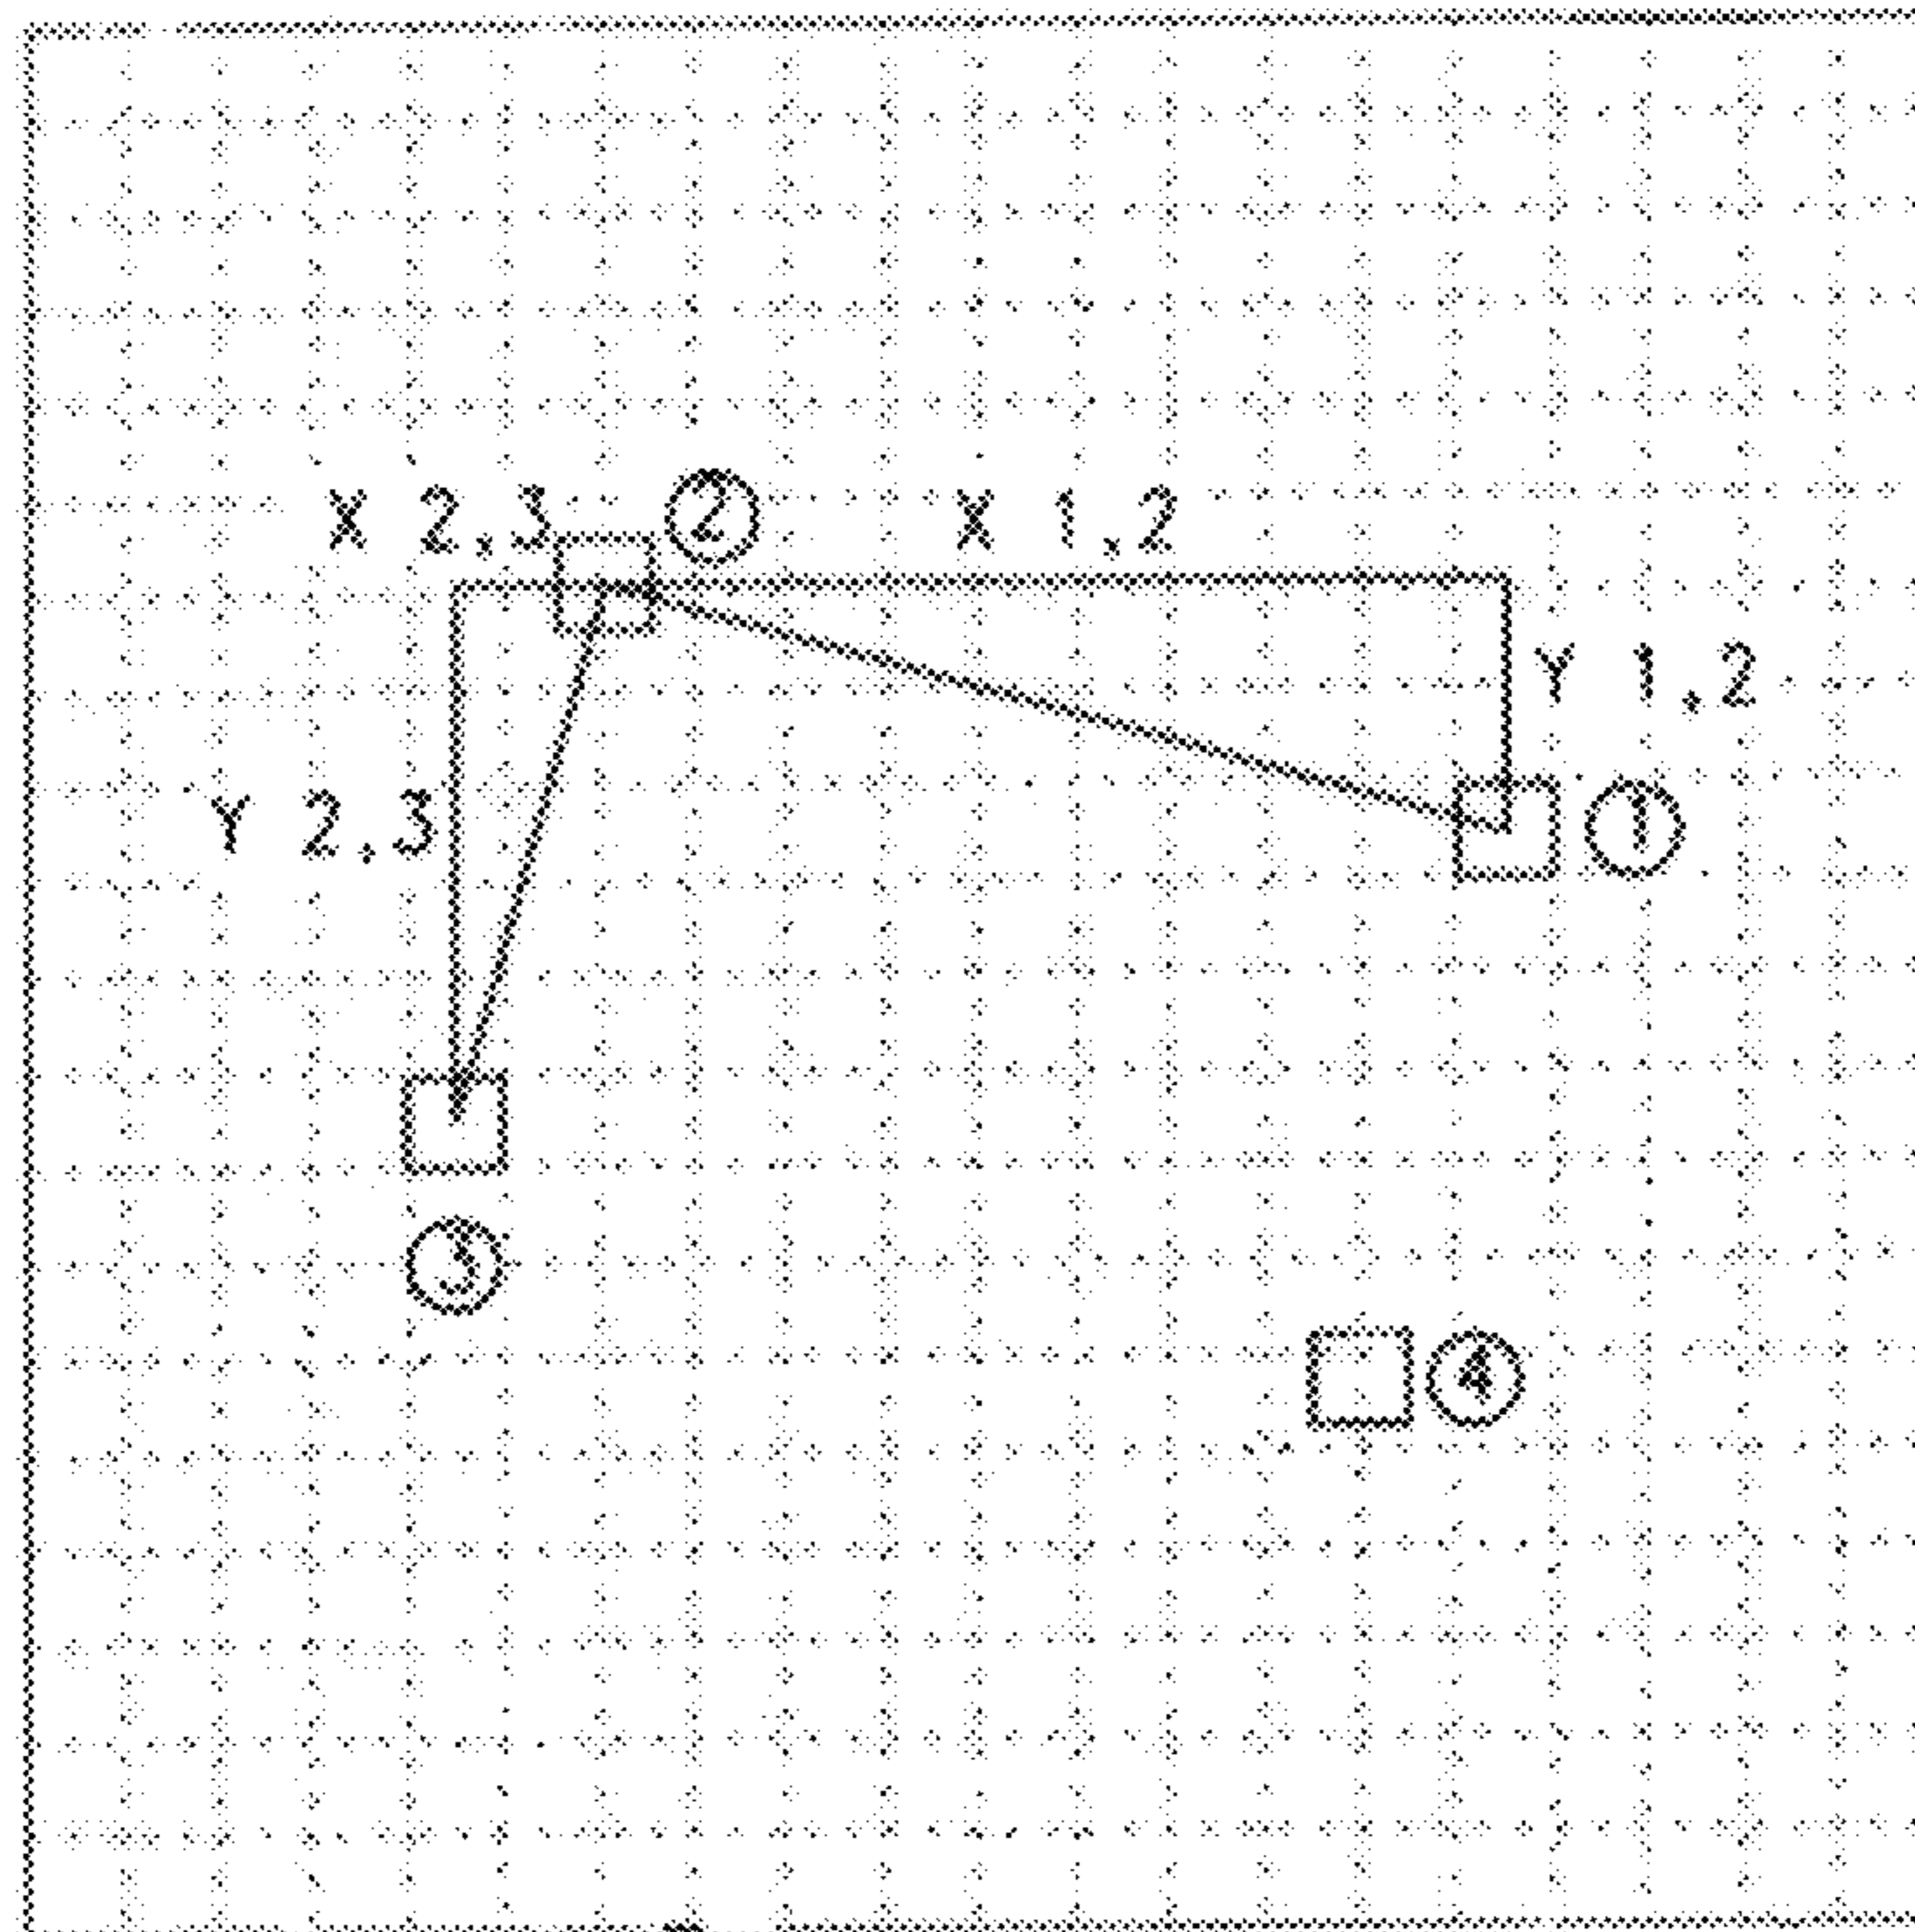 X 2,3 ② X 1,2
Y 1,2
Y 2,3 ①
③
④